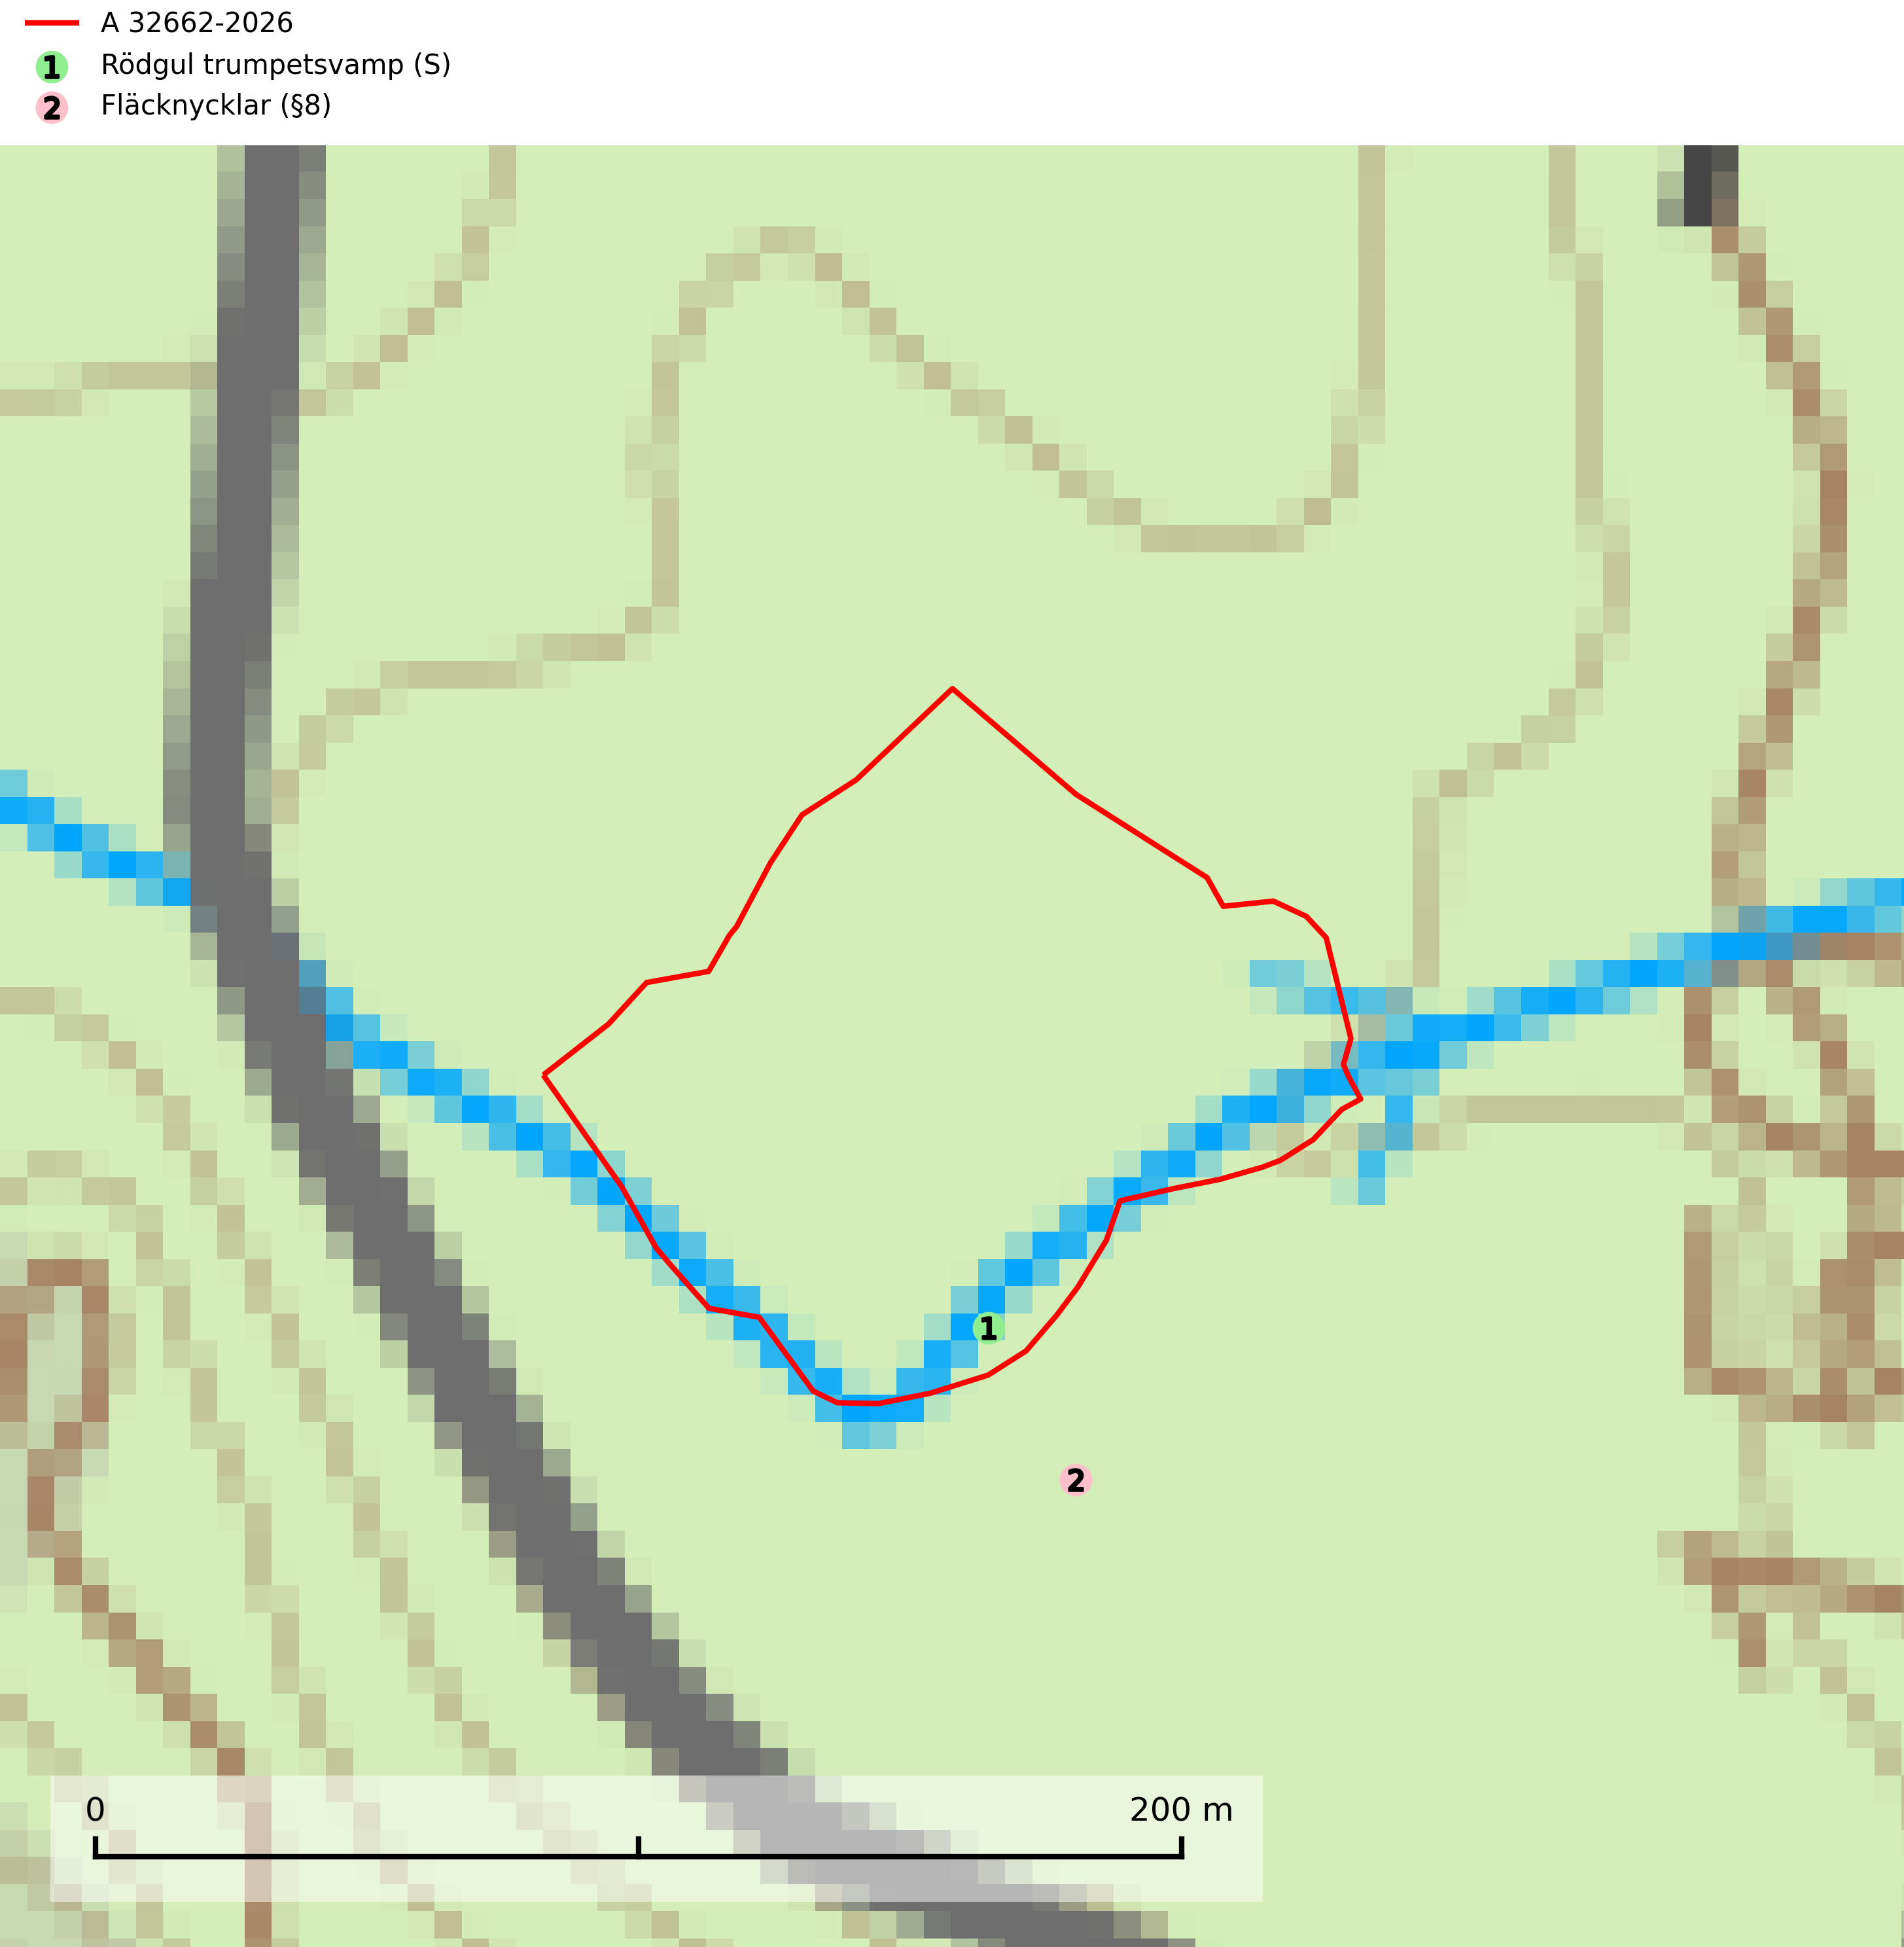 A 32662-2026
1 Rödgul trumpetsvamp (S)
2 Fläcknycklar (§8)
1
2
0 200 m